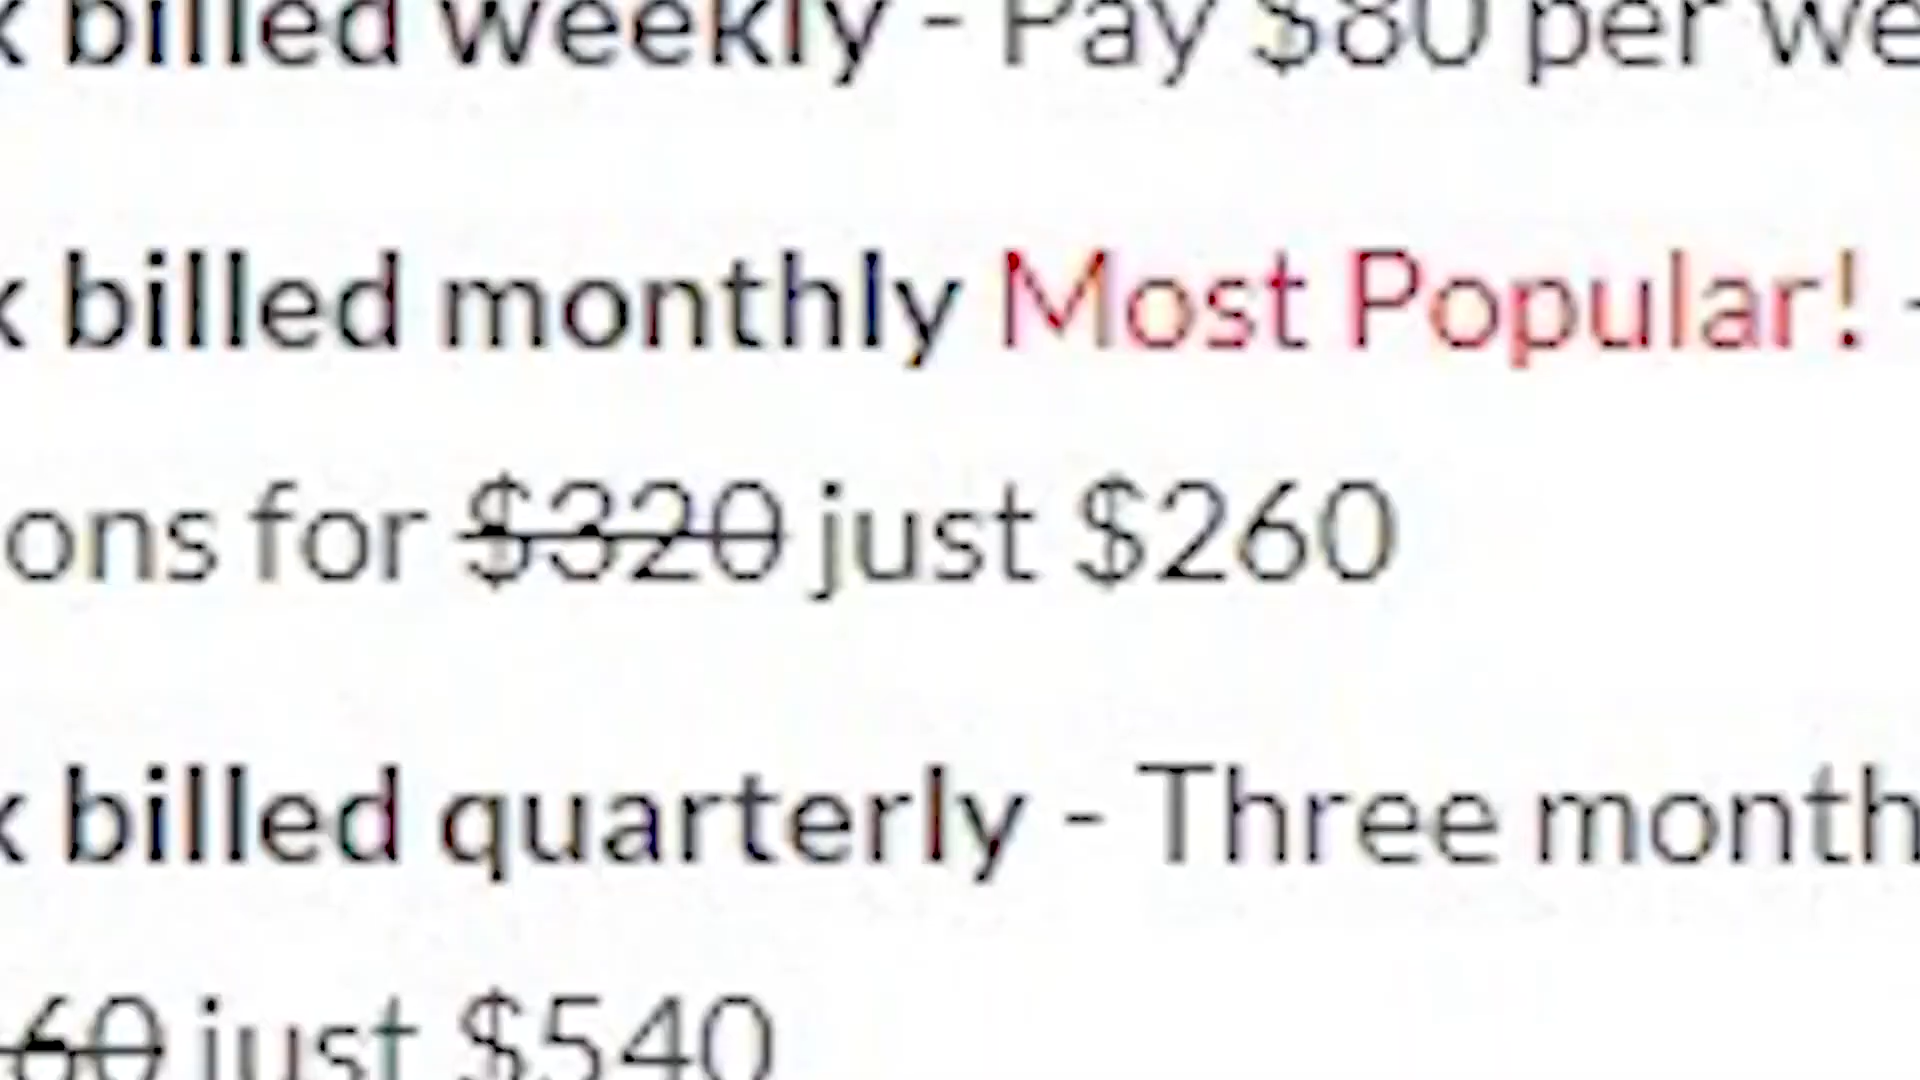 billed weekly - Pay $80 per we
billed monthly Most Popular! -
ons for $320 just $260
billed quarterly - Three month
60 just $540